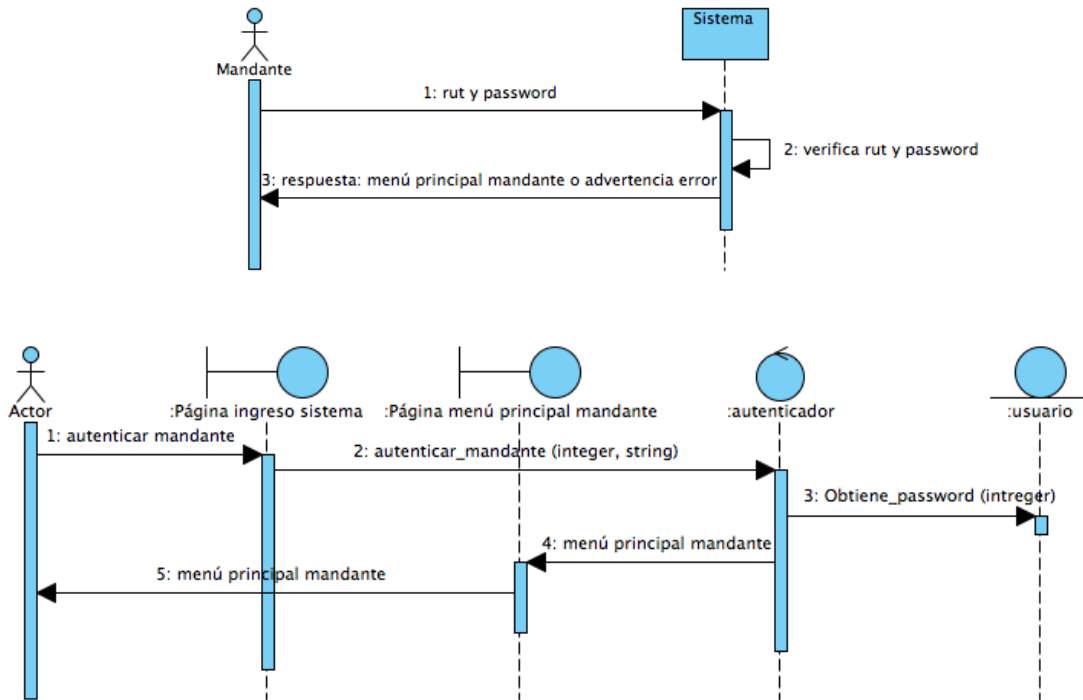 Sistema
Mandante
1: rut y password
2: verifica rut y password
3: respuesta: menú principal mandante o advertencia error
Actor
:Página ingreso sistema
:Página menú principal mandante
:autenticador
:usuario
1: autenticar mandante
2: autenticar_mandante (integer, string)
3: Obtiene_password (intreger)
4: menú principal mandante
5: menú principal mandante